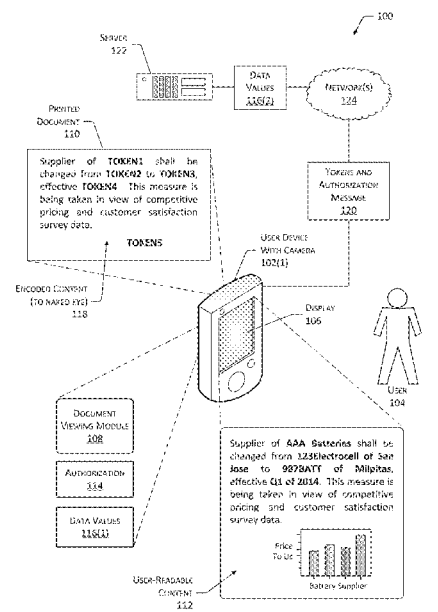 100
SERVER
122
DATA
VALUES
116(2)
NETWORK(S)
124
PRINTED
DOCUMENT
110
Supplier of TOKEN1 shall be
changed from TOKEN2 to TOKEN3,
effective TOKEN4. This measure is
being taken in view of competitive
pricing and customer satisfaction
survey data.
TOKEN5
TOKENS AND
AUTHORIZATION
MESSAGE
120
USER DEVICE
WITH CAMERA
102(1)
ENCODED CONTENT
(TO NAKED EYE)
118
DISPLAY
106
USER
104
DOCUMENT
VIEWING MODULE
108
AUTHORIZATION
114
DATA VALUES
116(1)
Supplier of AAA Batteries shall be
changed from 123Electrocell of San
Jose to 987BATT of Milpitas,
effective Q1 of 2014. This measure is
being taken in view of competitive
pricing and customer satisfaction
survey data.
Price
To Us
Battery Supplier
USER-READABLE
CONTENT
112